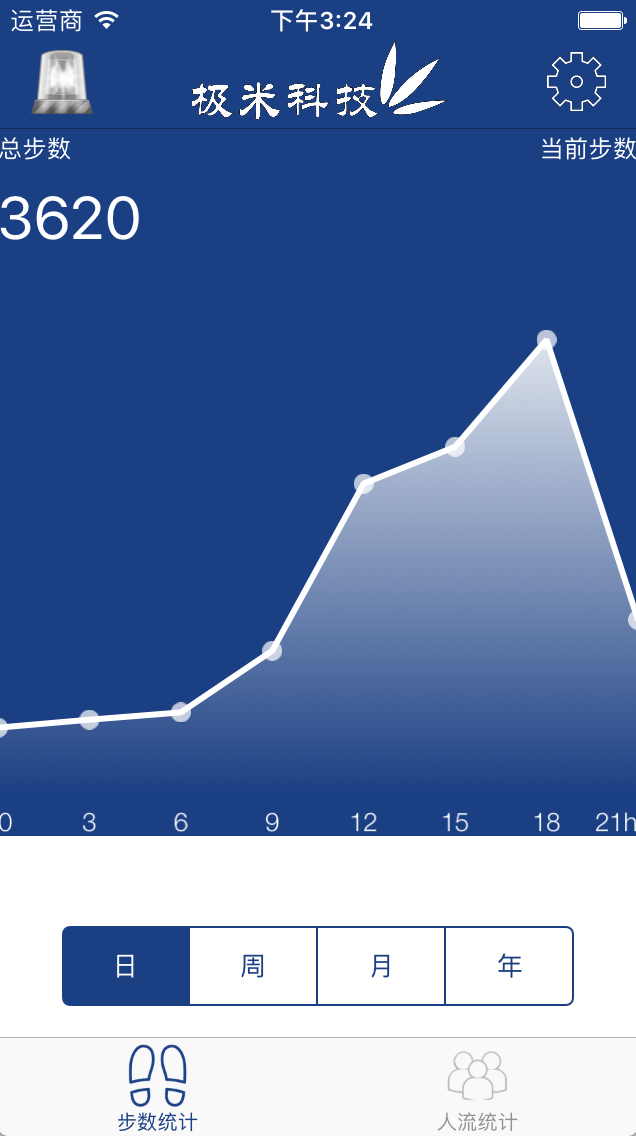 运营商 下午3:24
极米科技
总步数 当前步数
3620
0 3 6 9 12 15 18 21h
日 周 月 年
步数统计 人流统计